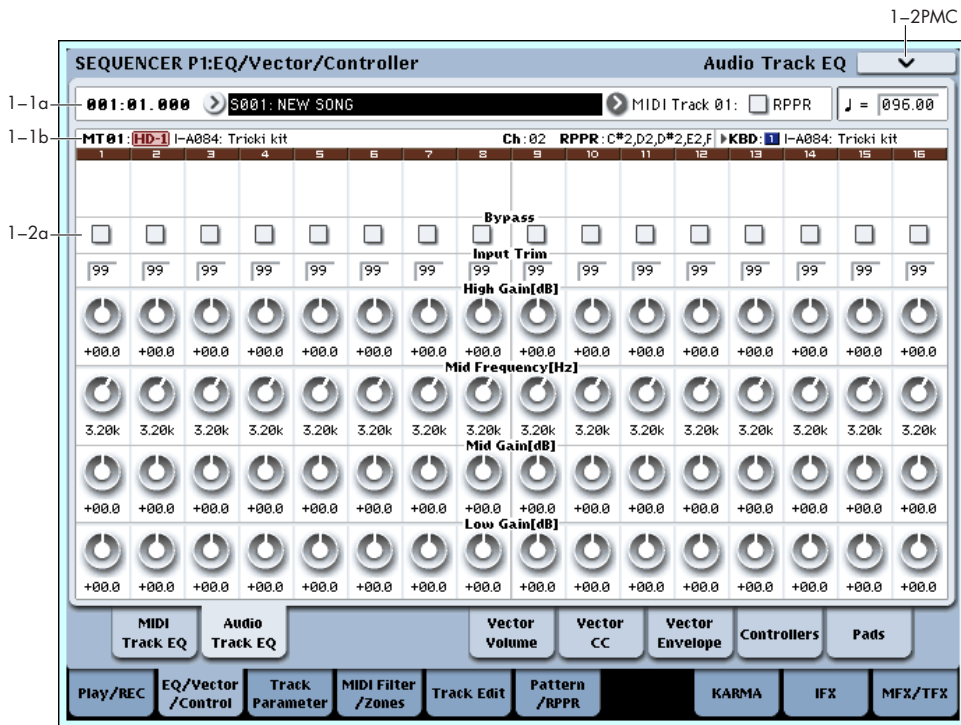 1–2PMC
SEQUENCER P1:EQ/Vector/Controller Audio Track EQ
1–1a
001:01.000 S001: NEW SONG MIDI Track 01: RPPR ♩ = 096.00
1–1b
MT01: HD-1 I-A084: Tricki kit Ch:02 RPPR:C#2,D2,D#2,E2,F ▶KBD: 1 I-A084: Tricki kit
1 2 3 4 5 6 7 8 9 10 11 12 13 14 15 16
Bypass
1–2a
Input Trim
99 99 99 99 99 99 99 99 99 99 99 99 99 99 99 99
High Gain[dB]
+00.0 +00.0 +00.0 +00.0 +00.0 +00.0 +00.0 +00.0 +00.0 +00.0 +00.0 +00.0 +00.0 +00.0 +00.0 +00.0
Mid Frequency[Hz]
3.20k 3.20k 3.20k 3.20k 3.20k 3.20k 3.20k 3.20k 3.20k 3.20k 3.20k 3.20k 3.20k 3.20k 3.20k 3.20k
Mid Gain[dB]
+00.0 +00.0 +00.0 +00.0 +00.0 +00.0 +00.0 +00.0 +00.0 +00.0 +00.0 +00.0 +00.0 +00.0 +00.0 +00.0
Low Gain[dB]
+00.0 +00.0 +00.0 +00.0 +00.0 +00.0 +00.0 +00.0 +00.0 +00.0 +00.0 +00.0 +00.0 +00.0 +00.0 +00.0
MIDI
Track EQ
Audio
Track EQ
Vector
Volume
Vector
CC
Vector
Envelope
Controllers
Pads
Play/REC
EQ/Vector
/Control
Track
Parameter
MIDI Filter
/Zones
Track Edit
Pattern
/RPPR
KARMA
IFX
MFX/TFX